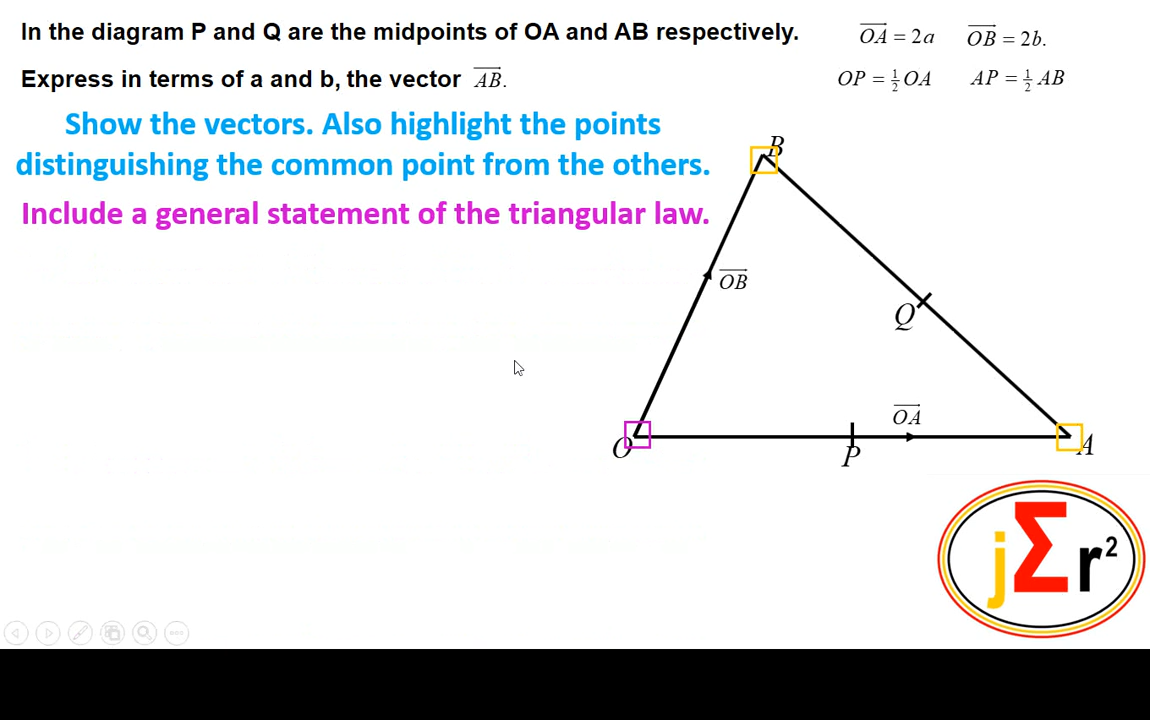 In the diagram P and Q are the midpoints of OA and AB respectively.
Express in terms of a and b, the vector AB.
OA = 2a OB = 2b.
OP = ½ OA AP = ½ AB
Show the vectors. Also highlight the points
distinguishing the common point from the others.
Include a general statement of the triangular law.
B
OB
Q
OA
O
P
A
jΣr²